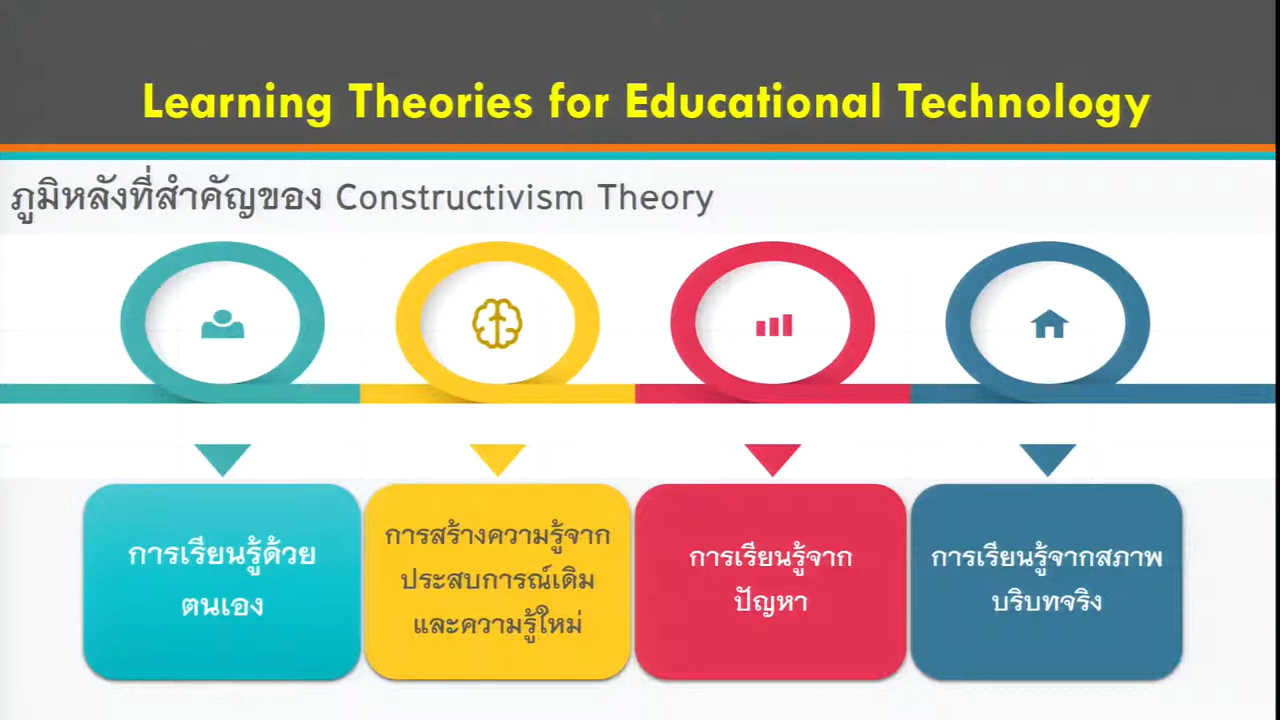 Learning Theories for Educational Technology
ภูมิหลังที่สำคัญของ Constructivism Theory
การเรียนรู้ด้วย
ตนเอง
การสร้างความรู้จาก
ประสบการณ์เดิม
และความรู้ใหม่
การเรียนรู้จาก
ปัญหา
การเรียนรู้จากสภาพ
บริบทจริง